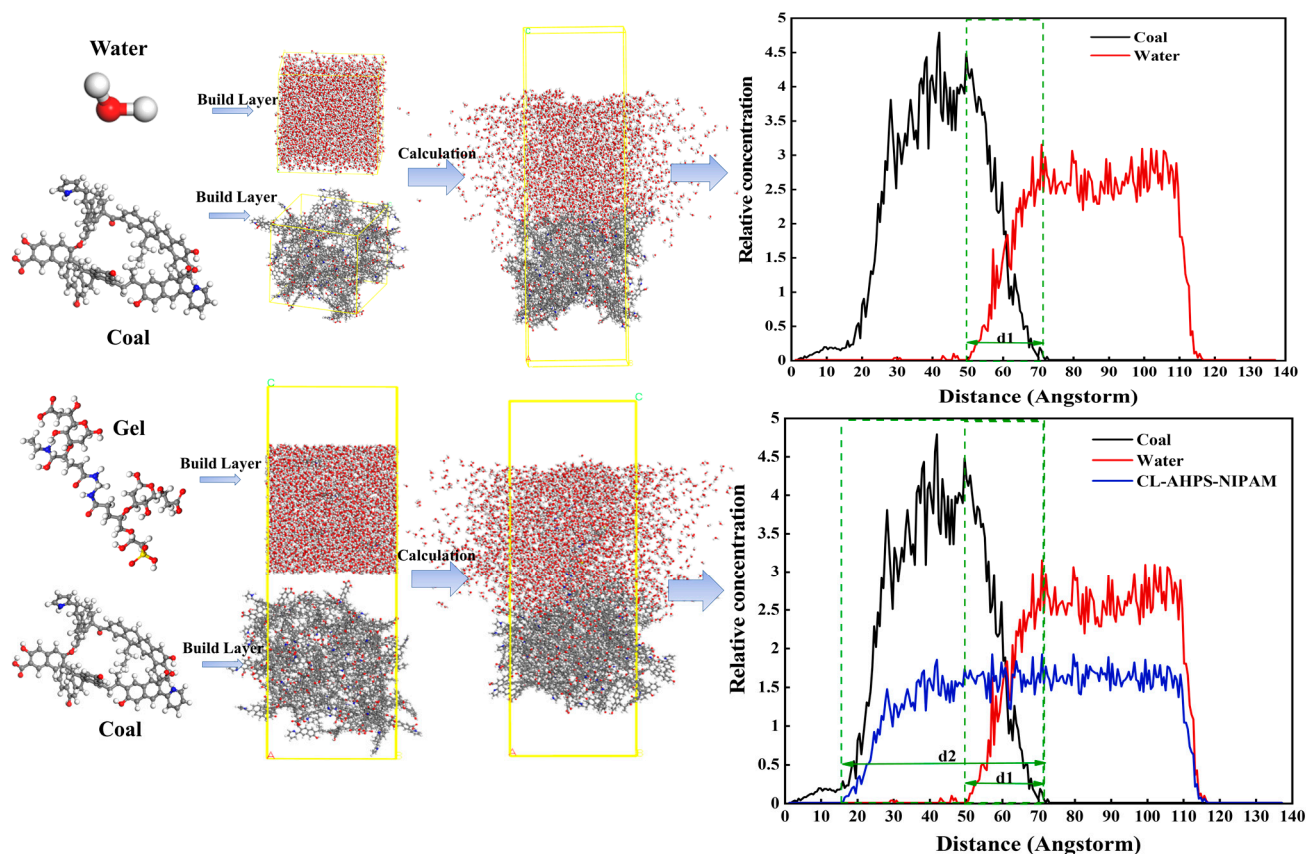 Water
Build Layer
Coal
Build Layer
C
A
Calculation
Relative concentration
5
4.5
4
3.5
3
2.5
2
1.5
1
0.5
0
Coal
Water
d1
0 10 20 30 40 50 60 70 80 90 100 110 120 130 140
Distance (Angstorm)
Gel
Build Layer
Coal
Build Layer
C
A
Calculation
C
A
Relative concentration
5
4.5
4
3.5
3
2.5
2
1.5
1
0.5
0
Coal
Water
CL-AHPS-NIPAM
d2
d1
0 10 20 30 40 50 60 70 80 90 100 110 120 130 140
Distance (Angstorm)